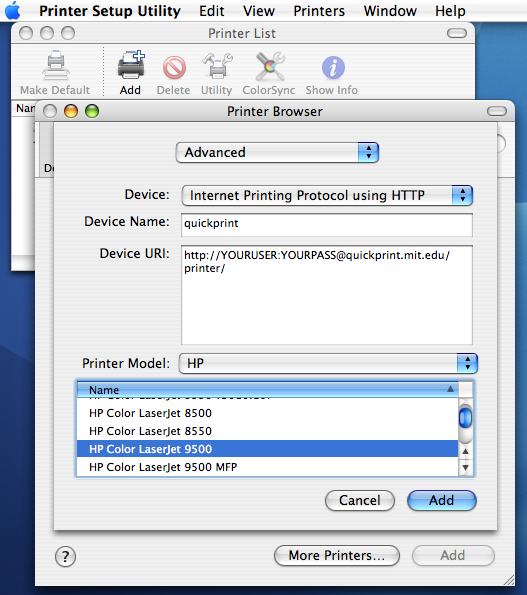 Printer Setup Utility Edit View Printers Window Help
Printer List
Make Default Add Delete Utility ColorSync Show Info
Printer Browser
Advanced
Device: Internet Printing Protocol using HTTP
Device Name: quickprint
Device URI: http://YOURUSER:YOURPASS@quickprint.mit.edu/
printer/
Printer Model: HP
Name
HP Color LaserJet 8500
HP Color LaserJet 8550
HP Color LaserJet 9500
HP Color LaserJet 9500 MFP
Cancel Add
? More Printers... Add